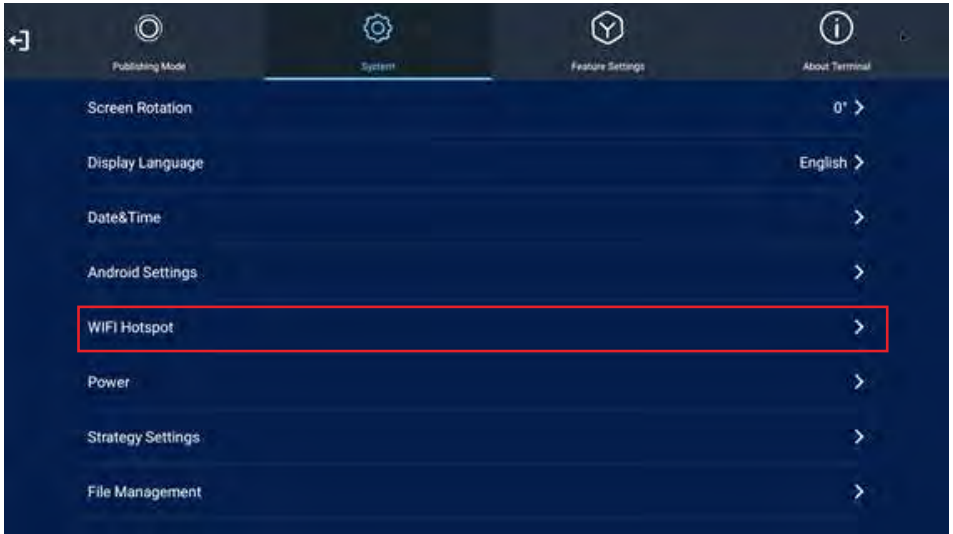 Publishing Mode
System
Feature Settings
About Terminal
Screen Rotation
0°
Display Language
English
Date&Time
Android Settings
WIFI Hotspot
Power
Strategy Settings
File Management